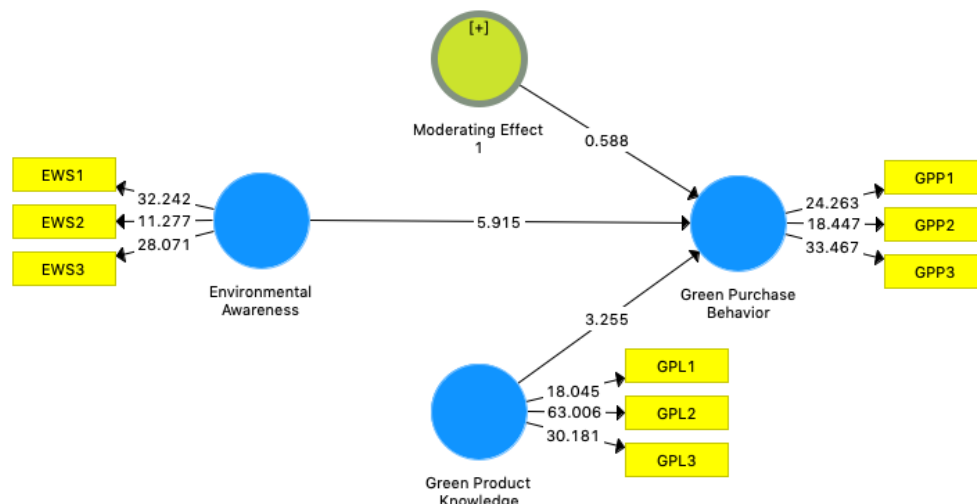 [+]
Moderating Effect
1
0.588
EWS1
EWS2
EWS3
32.242
11.277
28.071
Environmental
Awareness
5.915
24.263
18.447
33.467
GPP1
GPP2
GPP3
Green Purchase
Behavior
3.255
18.045
63.006
30.181
GPL1
GPL2
GPL3
Green Product
Knowledge